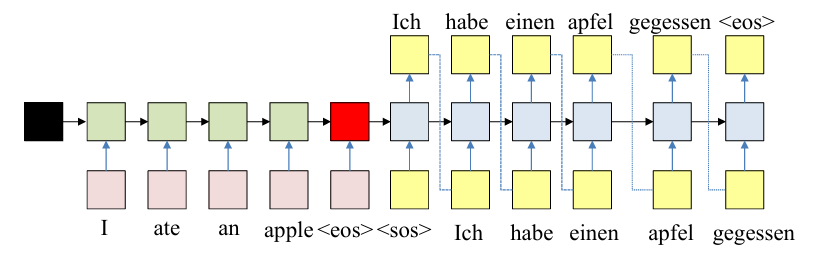 Ich habe einen apfel gegessen <eos>
I ate an apple <eos> <sos> Ich habe einen apfel gegessen